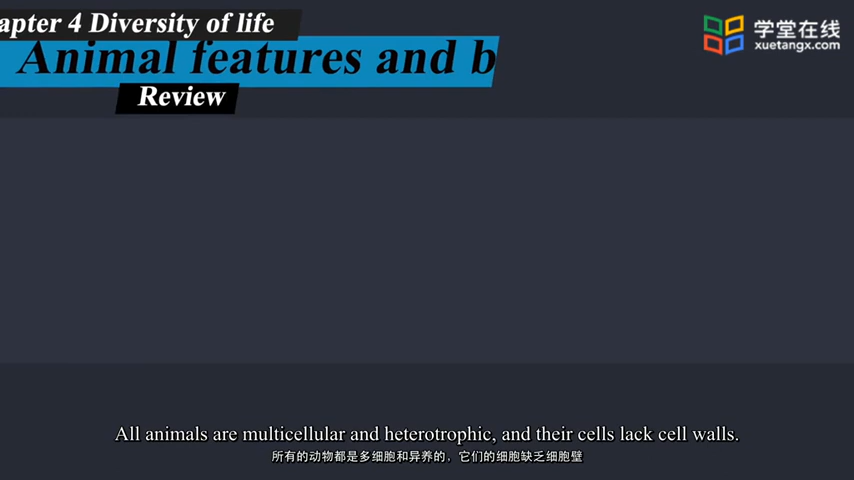 apter 4 Diversity of life
Animal features and b
Review
学堂在线
xuetangx.com
All animals are multicellular and heterotrophic, and their cells lack cell walls.
所有的动物都是多细胞和异养的，它们的细胞缺乏细胞壁